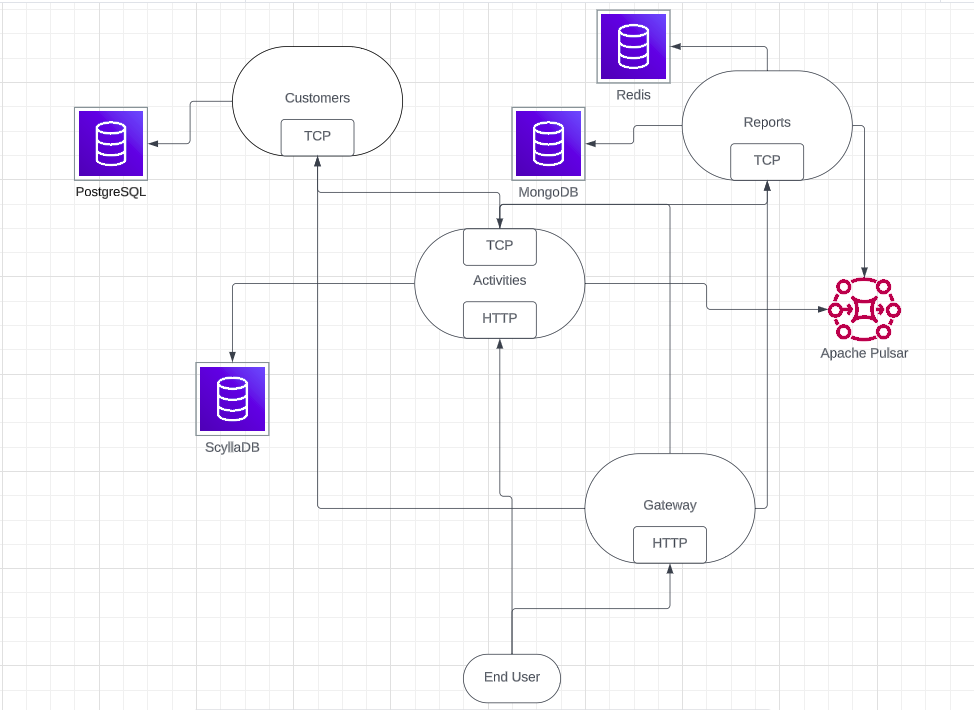 Redis
Customers
Reports
TCP
TCP
PostgreSQL
MongoDB
TCP
Activities
HTTP
Apache Pulsar
ScyllaDB
Gateway
HTTP
End User